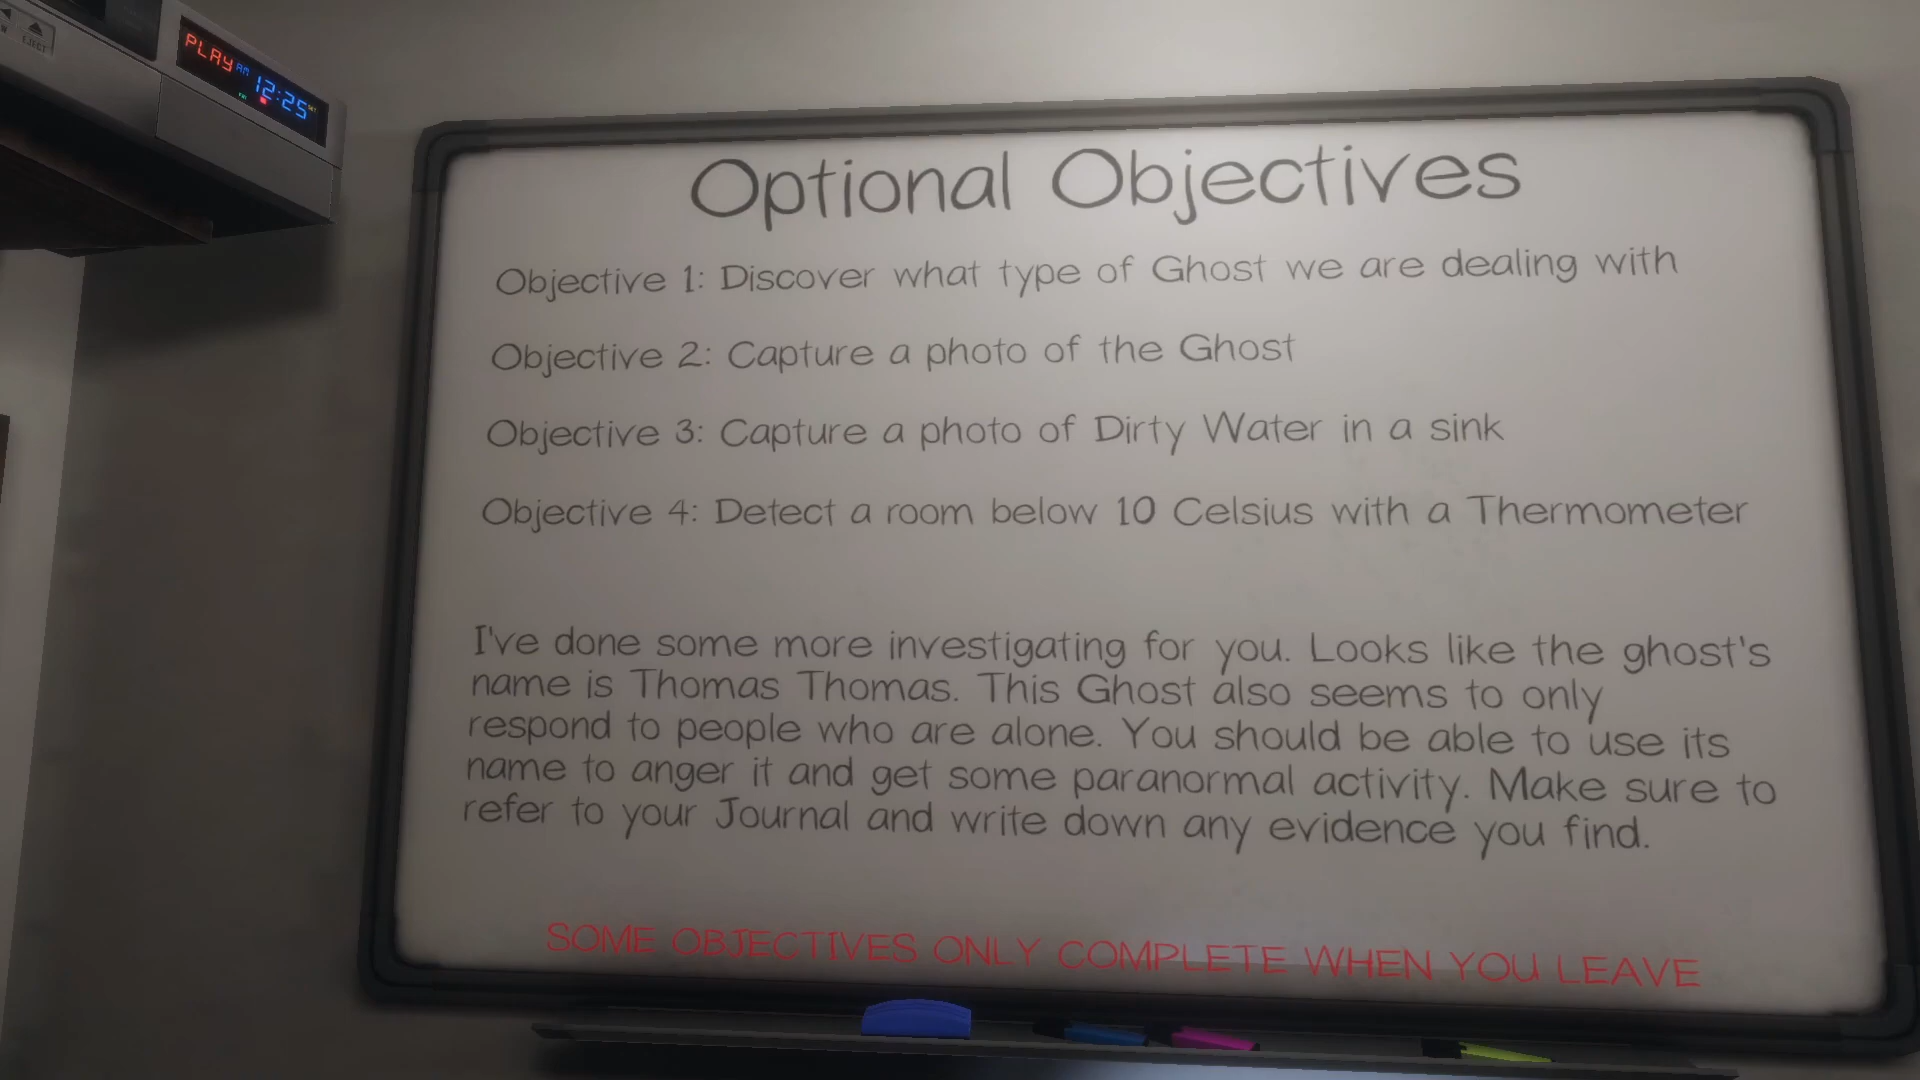 EJECT
PLAY AM 12:25
Optional Objectives
Objective 1: Discover what type of Ghost we are dealing with
Objective 2: Capture a photo of the Ghost
Objective 3: Capture a photo of Dirty Water in a sink
Objective 4: Detect a room below 10 Celsius with a Thermometer
I've done some more investigating for you. Looks like the ghost's
name is Thomas Thomas. This Ghost also seems to only
respond to people who are alone. You should be able to use its
name to anger it and get some paranormal activity. Make sure to
refer to your Journal and write down any evidence you find.
SOME OBJECTIVES ONLY COMPLETE WHEN YOU LEAVE